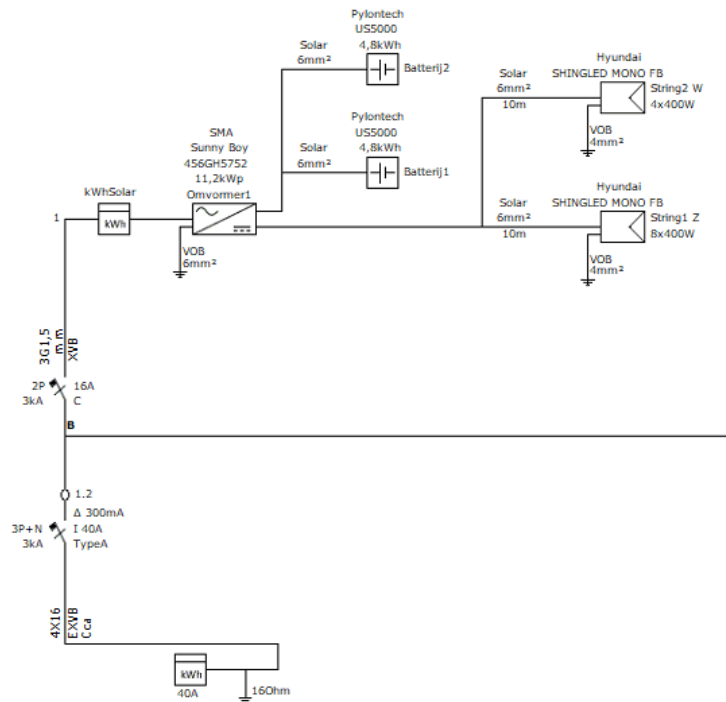 Pylontech
US5000
4,8kWh
Solar
6mm²
Batterij2
Hyundai
SHINGLED MONO FB
Solar
6mm²
10m
String2 W
4x400W
VOB
4mm²
Pylontech
US5000
4,8kWh
Solar
6mm²
Batterij1
SMA
Sunny Boy
456GH5752
11,2kWp
Omvormer1
kWhSolar
kWh
1
VOB
6mm²
Hyundai
SHINGLED MONO FB
Solar
6mm²
10m
String1 Z
8x400W
VOB
4mm²
3G1,5
mm
XVB
2P
3kA
16A
C
B
1.2
Δ 300mA
3P+N
3kA
I 40A
TypeA
4X16
EXVB
Cca
kWh
40A
16Ohm